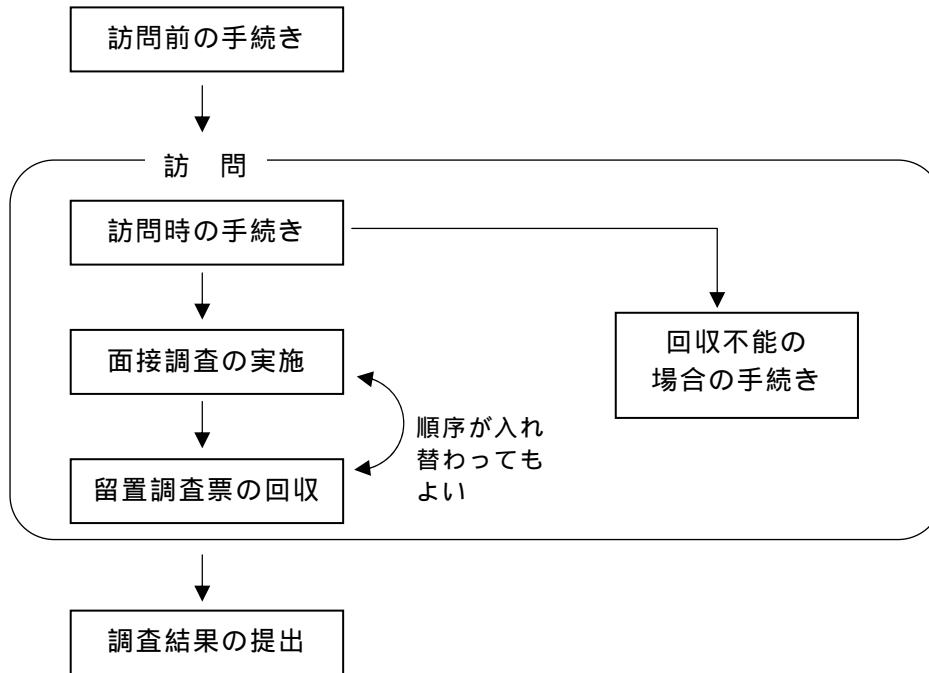 訪問前の手続き
訪　問
訪問時の手続き
面接調査の実施
回収不能の
場合の手続き
順序が入れ
替わっても
よい
留置調査票の回収
調査結果の提出